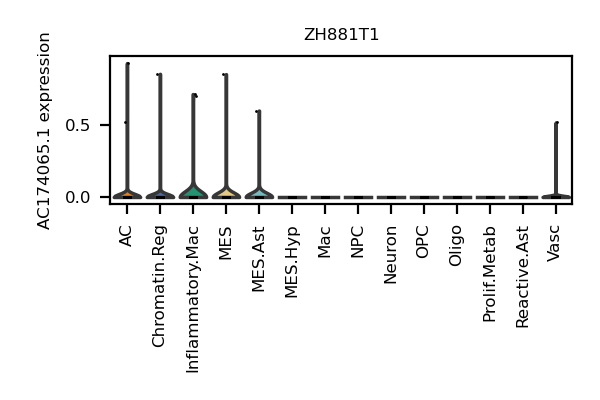 ZH881T1
AC174065.1 expression
0.5
0.0
AC
Chromatin.Reg
Inflammatory.Mac
MES
MES.Ast
MES.Hyp
Mac
NPC
Neuron
OPC
Oligo
Prolif.Metab
Reactive.Ast
Vasc